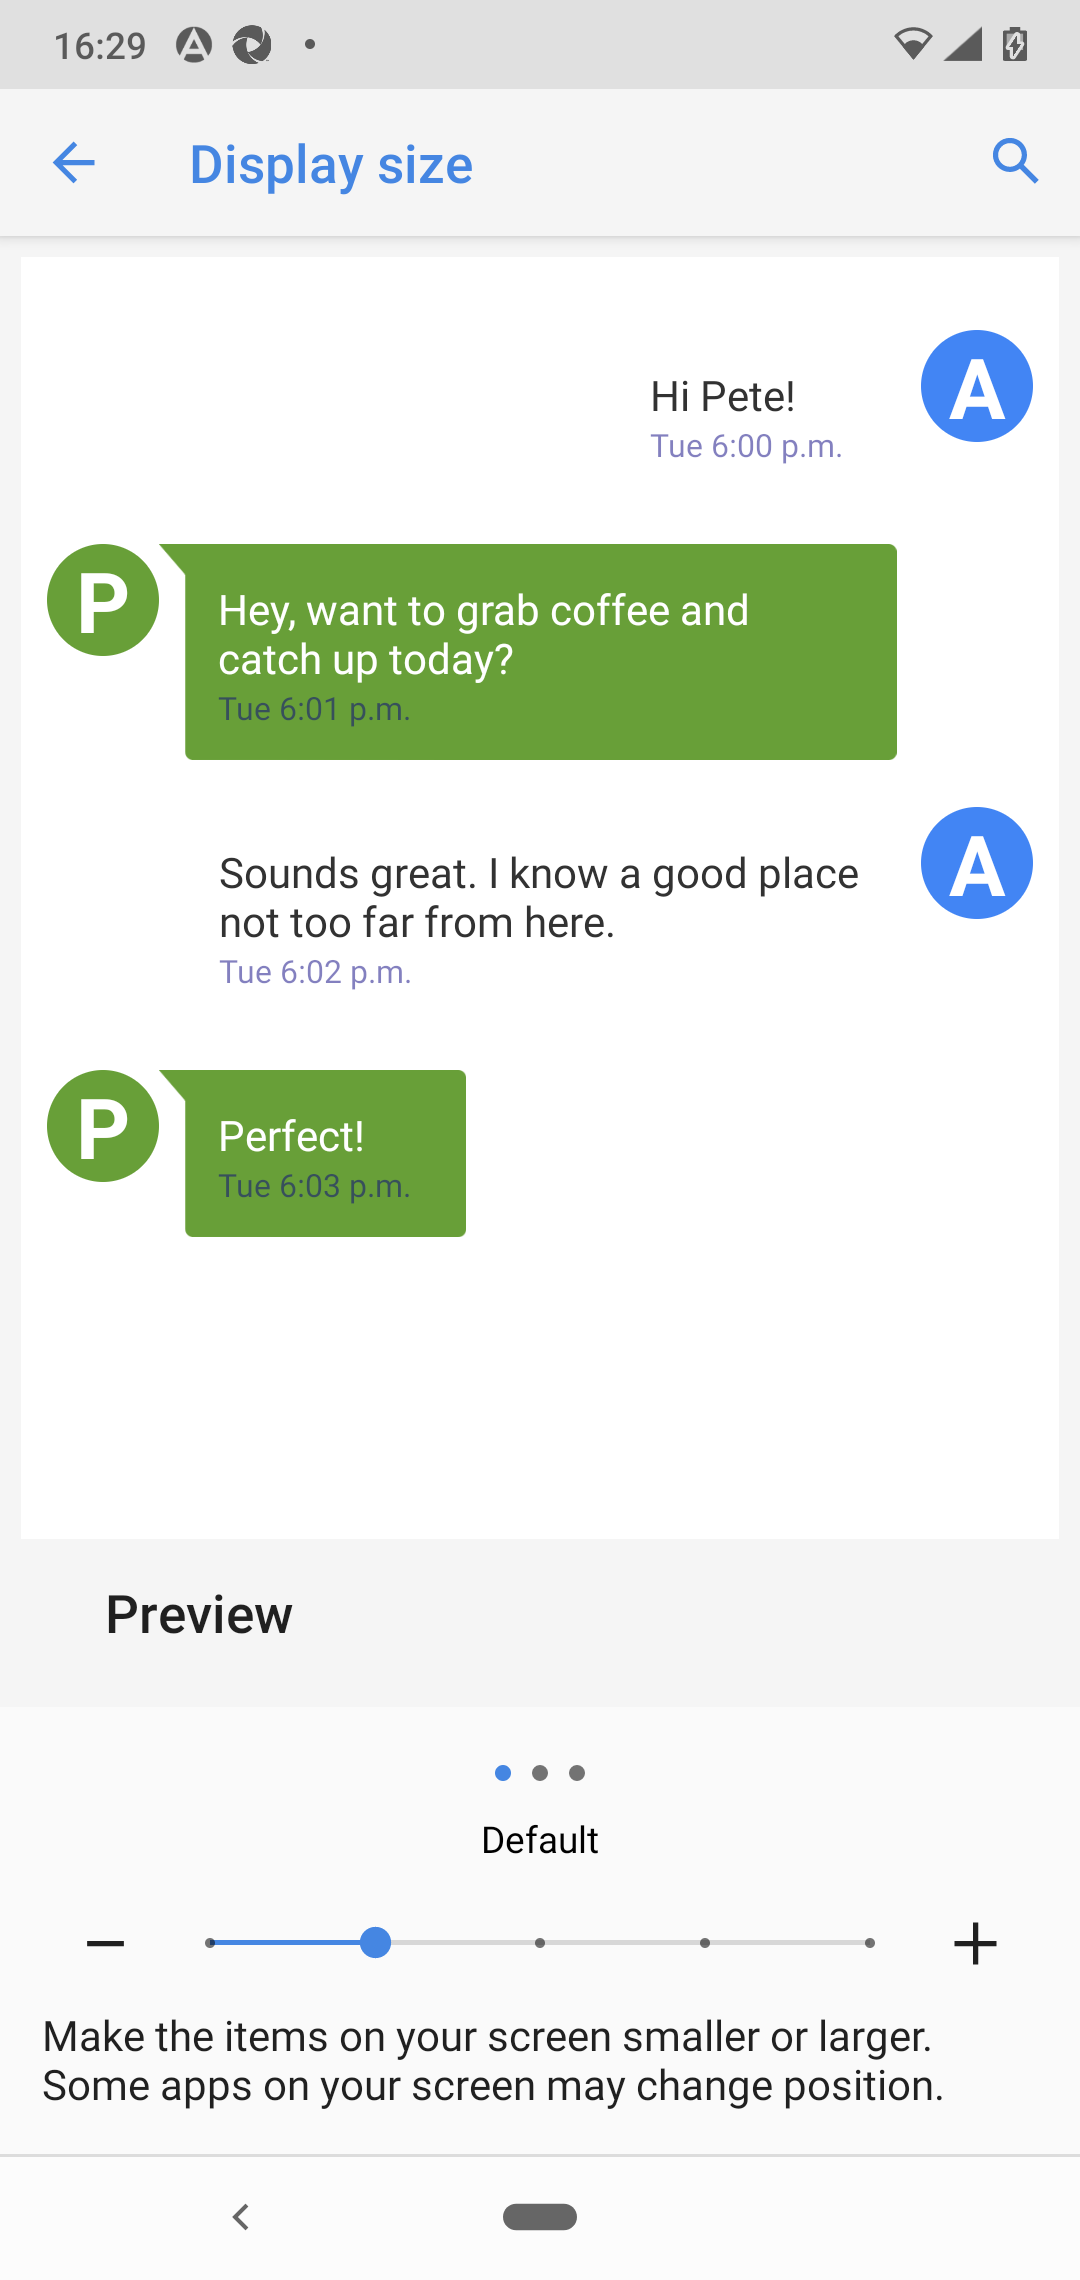 16:29
Display size
Hi Pete!
Tue 6:00 p.m.
A
P
Hey, want to grab coffee and
catch up today?
Tue 6:01 p.m.
Sounds great. I know a good place
not too far from here.
Tue 6:02 p.m.
A
P
Perfect!
Tue 6:03 p.m.
Preview
Default
Make the items on your screen smaller or larger.
Some apps on your screen may change position.